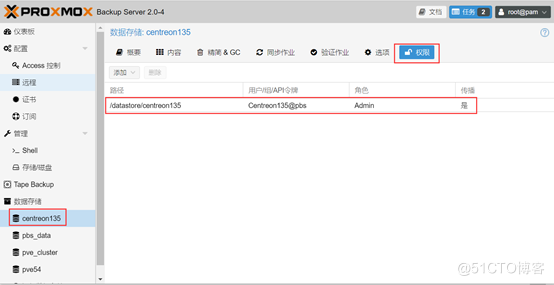 PROXMOX Backup Server 2.0-4 文档 任务 2 root@pam
仪表板
配置
Access 控制
远程
证书
订阅
管理
Shell
存储/磁盘
Tape Backup
数据存储
centreon135
pbs_data
pve_cluster
pve54
数据存储: centreon135
概要 内容 精简 & GC 同步作业 验证作业 选项 权限
添加 删除
路径 用户/组/API令牌 角色 传播
/datastore/centreon135 Centreon135@pbs Admin 是
@51CTO博客